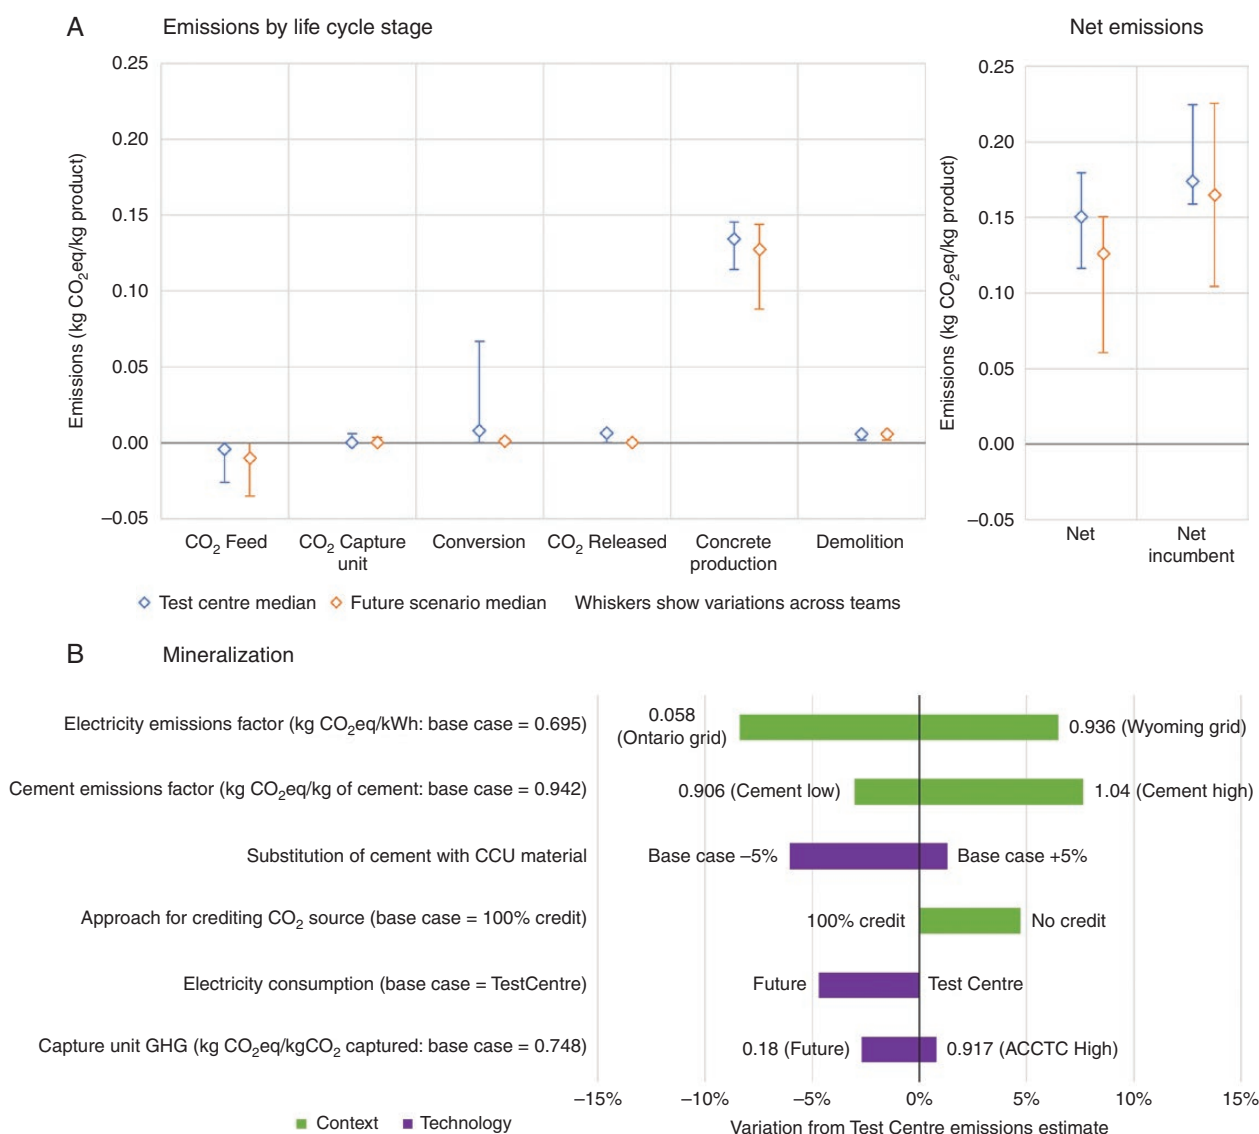 A Emissions by life cycle stage
Net emissions
Emissions (kg CO₂eq/kg product)
0.25
0.20
0.15
0.10
0.05
0.00
–0.05
CO₂ Feed
CO₂ Capture
unit
Conversion
CO₂ Released
Concrete
production
Demolition
Emissions (kg CO₂eq/kg product)
0.25
0.20
0.15
0.10
0.05
0.00
–0.05
Net
Net
incumbent
Test centre median Future scenario median Whiskers show variations across teams
B Mineralization
Electricity emissions factor (kg CO₂eq/kWh: base case = 0.695)
0.058
(Ontario grid)
0.936 (Wyoming grid)
Cement emissions factor (kg CO₂eq/kg of cement: base case = 0.942)
0.906 (Cement low)
1.04 (Cement high)
Substitution of cement with CCU material
Base case –5%
Base case +5%
Approach for crediting CO₂ source (base case = 100% credit)
100% credit
No credit
Electricity consumption (base case = TestCentre)
Future
Test Centre
Capture unit GHG (kg CO₂eq/kgCO₂ captured: base case = 0.748)
0.18 (Future)
0.917 (ACCTC High)
–15% –10% –5% 0% 5% 10% 15%
Context Technology
Variation from Test Centre emissions estimate